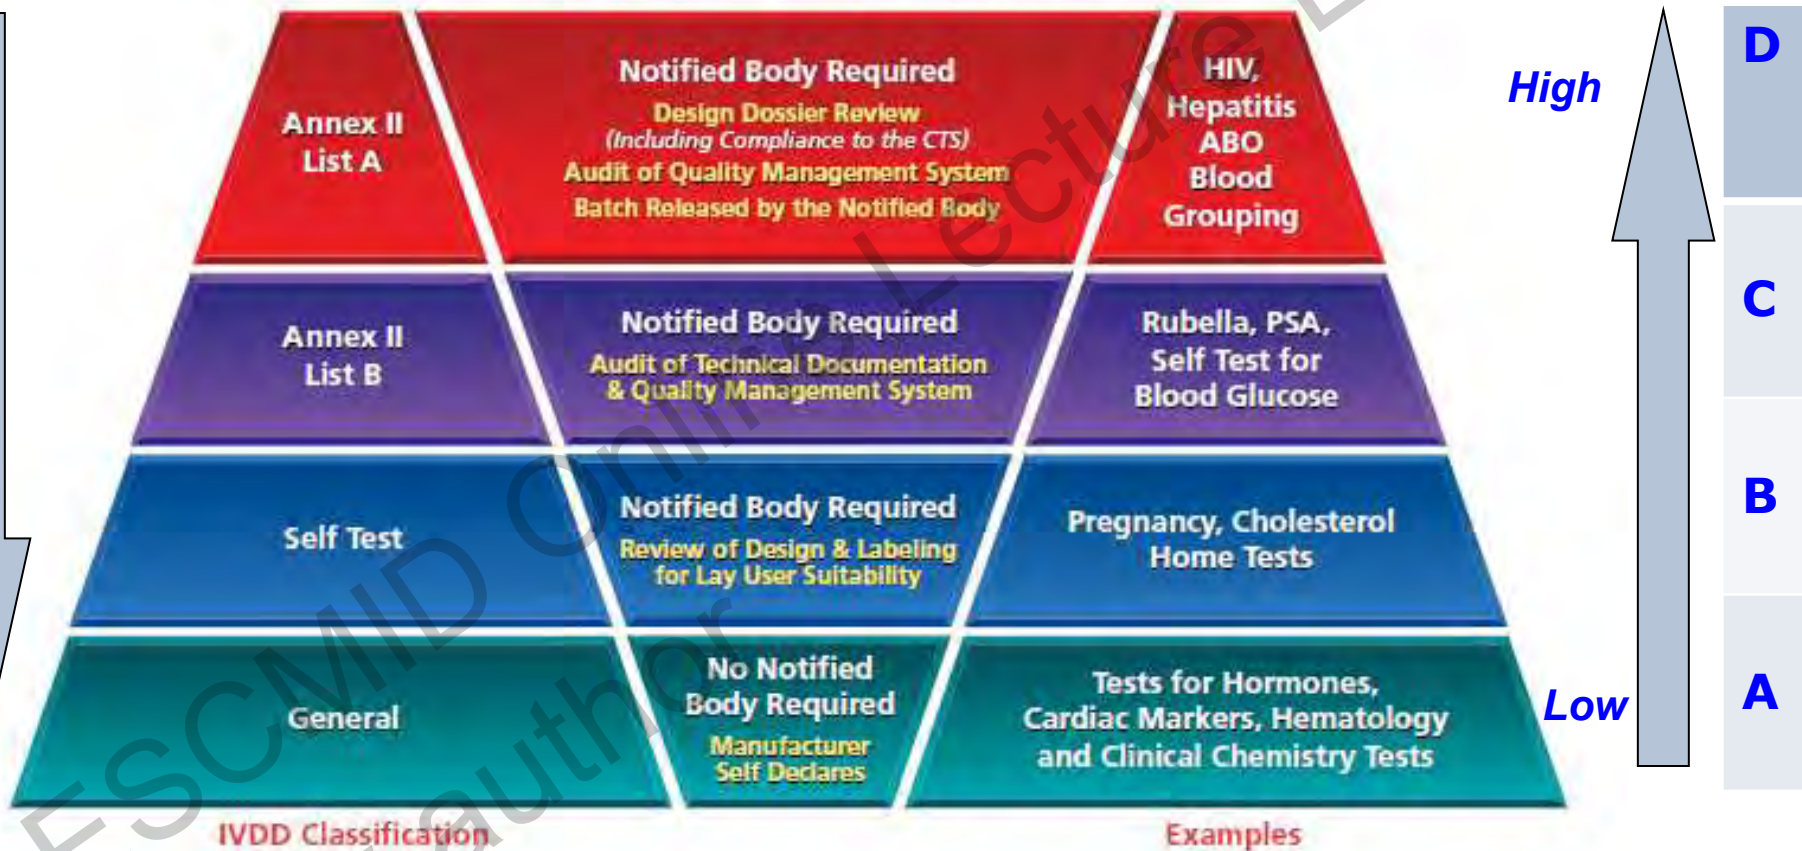 Annex II
List A
Notified Body Required
Design Dossier Review
(Including Compliance to the CTS)
Audit of Quality Management System
Batch Released by the Notified Body
HIV,
Hepatitis
ABO
Blood
Grouping
High
D
Annex II
List B
Notified Body Required
Audit of Technical Documentation
& Quality Management System
Rubella, PSA,
Self Test for
Blood Glucose
C
Self Test
Notified Body Required
Review of Design & Labeling
for Lay User Suitability
Pregnancy, Cholesterol
Home Tests
B
General
No Notified
Body Required
Manufacturer
Self Declares
Tests for Hormones,
Cardiac Markers, Hematology
and Clinical Chemistry Tests
Low
A
IVDD Classification
Examples
ESCMID Online Lecture
author